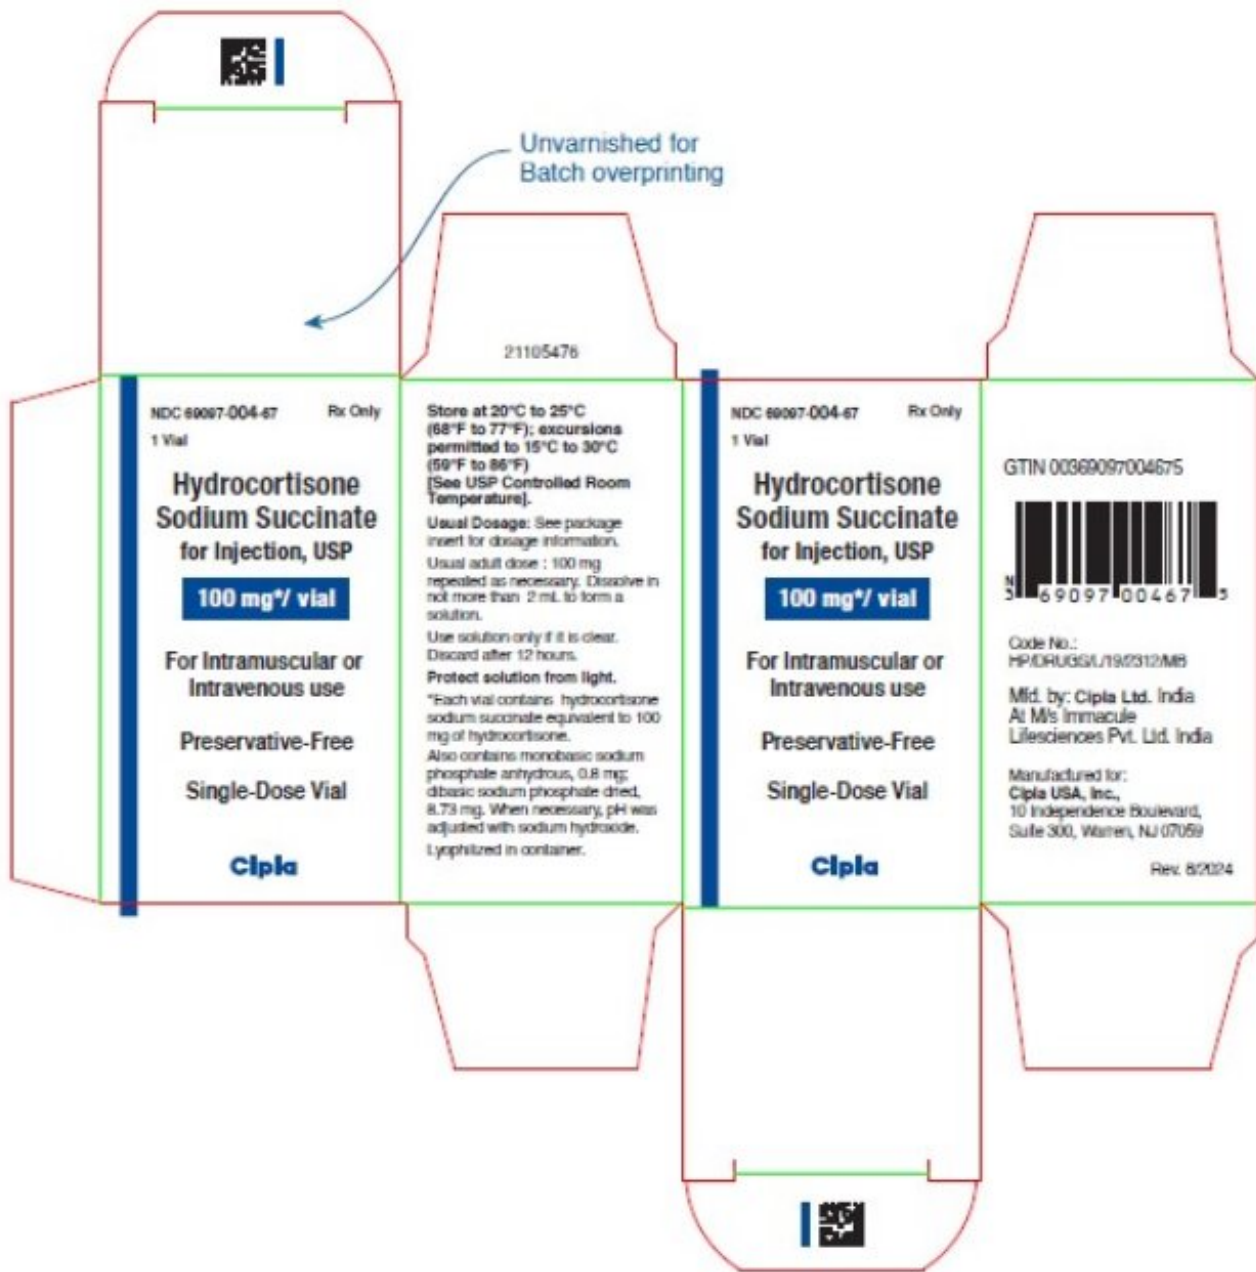 Unvarnished for
Batch overprinting
21105476
NDC 69097-004-67 Rx Only
1 Vial
Hydrocortisone
Sodium Succinate
for Injection, USP
100 mg*/ vial
For Intramuscular or
Intravenous use
Preservative-Free
Single-Dose Vial
Cipla
Store at 20°C to 25°C
(68°F to 77°F); excursions
permitted to 15°C to 30°C
(59°F to 86°F)
[See USP Controlled Room
Temperature].
Usual Dosage: See package
insert for dosage information.
Usual adult dose : 100 mg
repeated as necessary. Dissolve in
not more than 2 mL to form a
solution.
Use solution only if it is clear.
Discard after 12 hours.
Protect solution from light.
*Each vial contains hydrocortisone
sodium succinate equivalent to 100
mg of hydrocortisone.
Also contains monobasic sodium
phosphate anhydrous, 0.8 mg;
dibasic sodium phosphate dried,
8.73 mg. When necessary, pH was
adjusted with sodium hydroxide.
Lyophilized in container.
NDC 69097-004-67 Rx Only
1 Vial
Hydrocortisone
Sodium Succinate
for Injection, USP
100 mg*/ vial
For Intramuscular or
Intravenous use
Preservative-Free
Single-Dose Vial
Cipla
GTIN 00369097004675
N
3 69097 00467 5
Code No.:
HP/DRUGS/L/19/2312/MB
Mfd. by: Cipla Ltd. India
At M/s Immacule
Lifesciences Pvt. Ltd. India
Manufactured for:
Cipla USA, Inc.,
10 Independence Boulevard,
Suite 300, Warren, NJ 07059
Rev. 8/2024